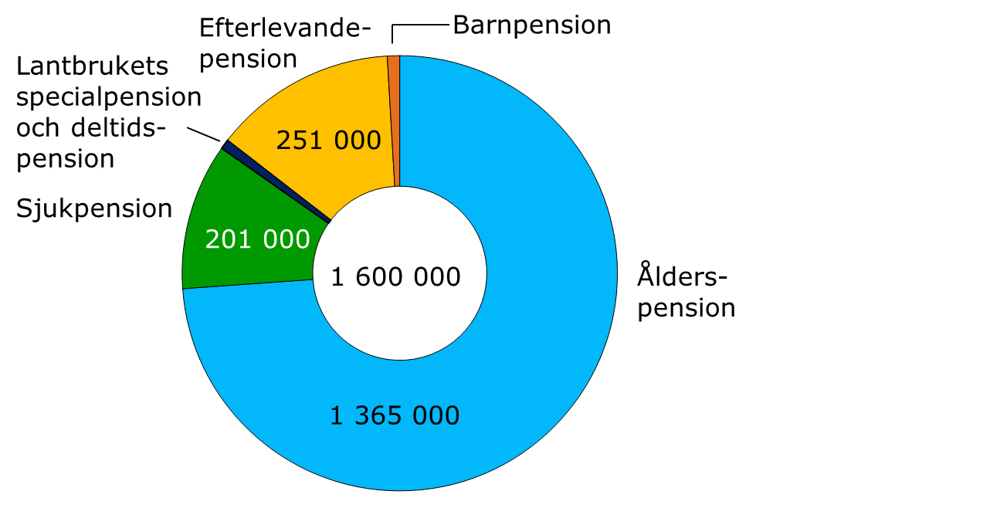 Efterlevande-
pension
Barnpension
Lantbrukets
specialpension
och deltids-
pension
251 000
Sjukpension
201 000
1 600 000
Ålders-
pension
1 365 000